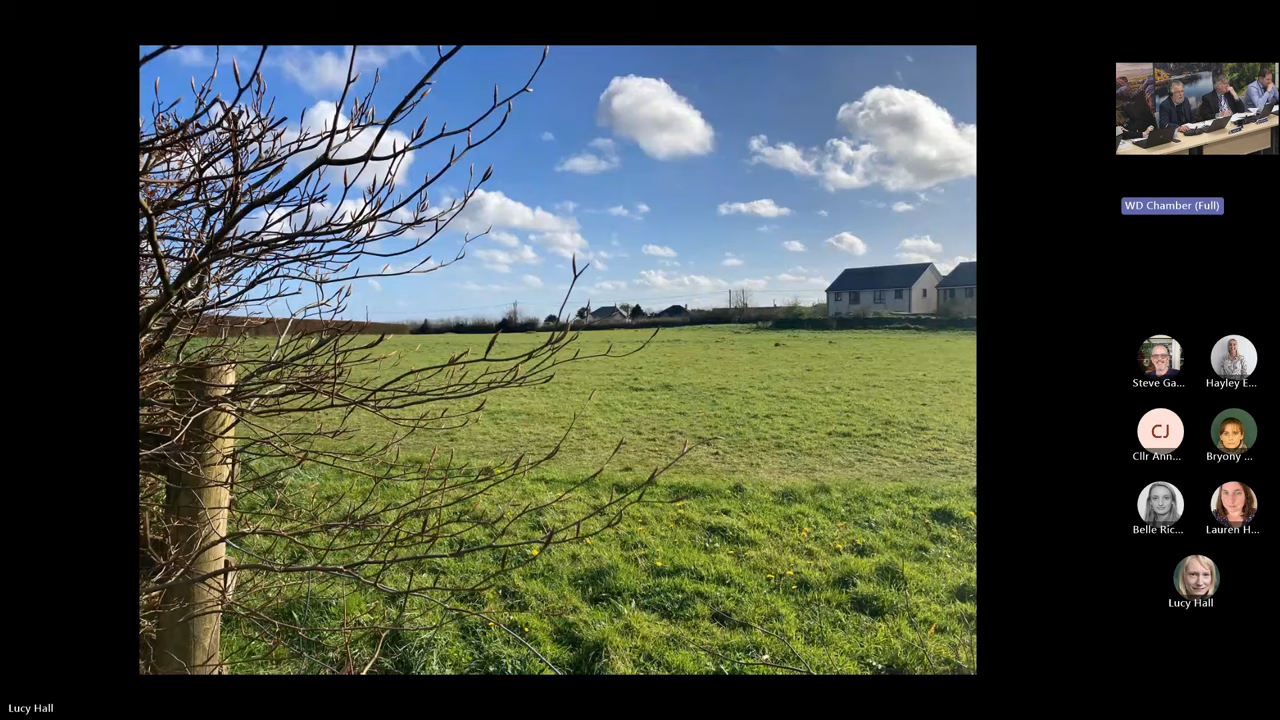 WD Chamber (Full)
Steve Ga...
Hayley E...
Cllr Ann...
CJ
Bryony ...
Belle Ric...
Lauren H...
Lucy Hall
Lucy Hall